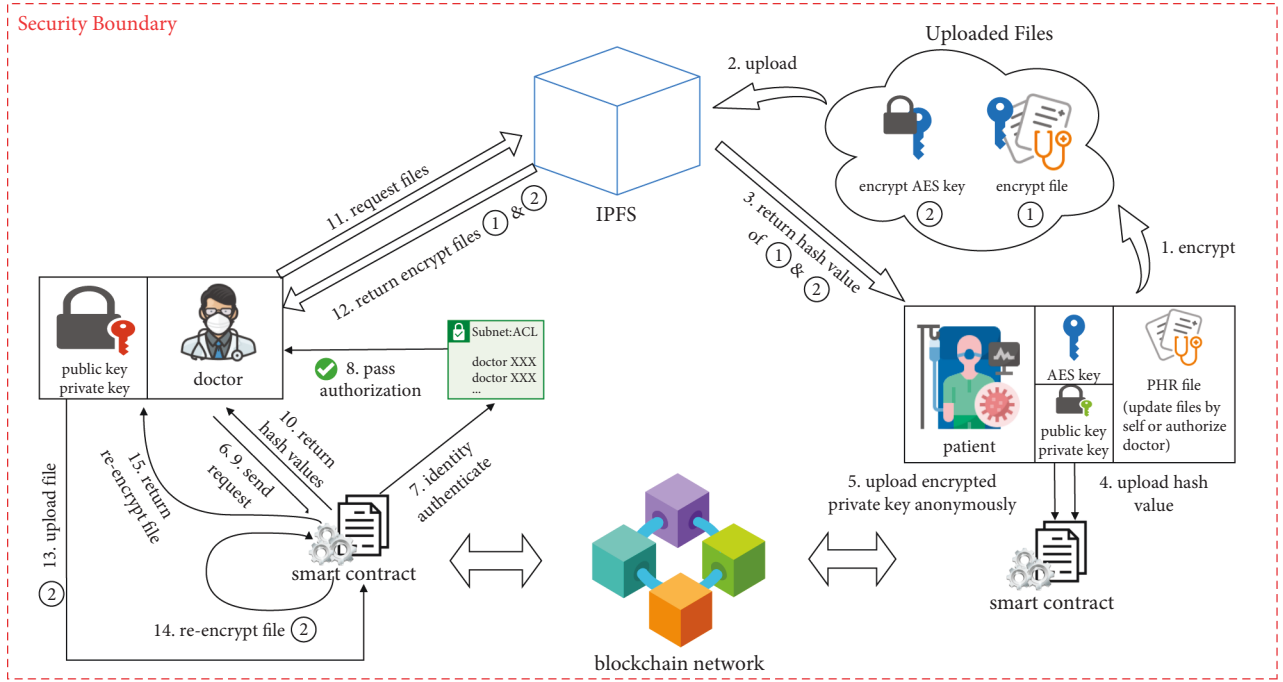 Security Boundary
Uploaded Files
2. upload
encrypt AES key
②
encrypt file
①
IPFS
11. request files
12. return encrypt files ① & ②
3. return hash value
of ① & ②
1. encrypt
public key
private key
doctor
8. pass
authorization
Subnet:ACL
doctor XXX
doctor XXX
...
patient
AES key
public key
private key
PHR file
(update files by
self or authorize
doctor)
10. return
hash values
6. 9. send
request
15. return
re-encrypt file
7. identity
authenticate
13. upload file
②
smart contract
14. re-encrypt file ②
5. upload encrypted
private key anonymously
4. upload hash
value
smart contract
blockchain network